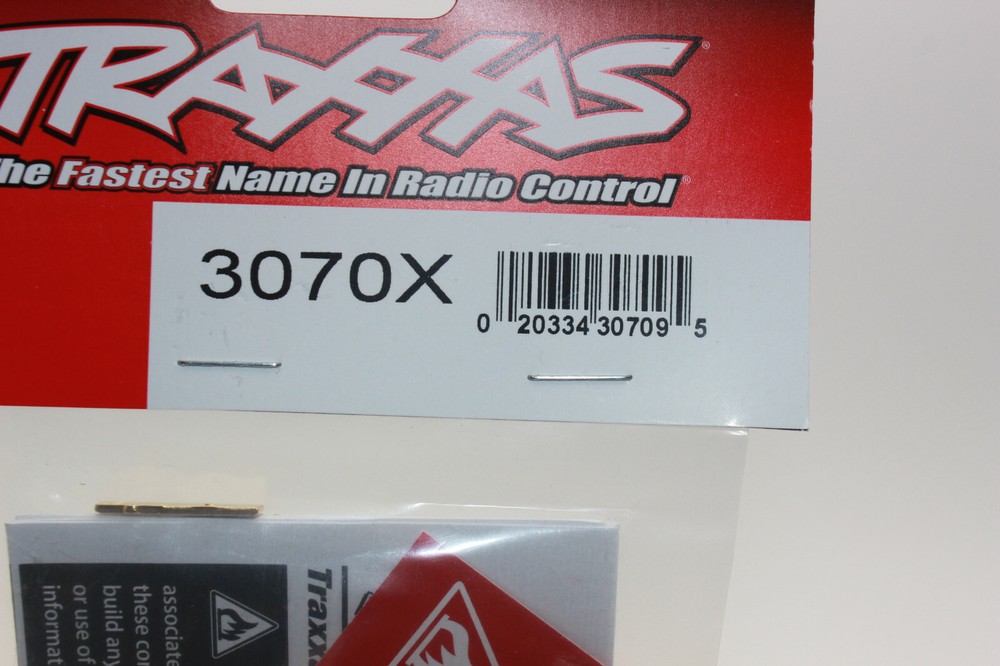 TRAXXAS®
The Fastest Name In Radio Control®
3070X
0 20334 30709 5
associate
these con
build any
or use of
informat
Traxx